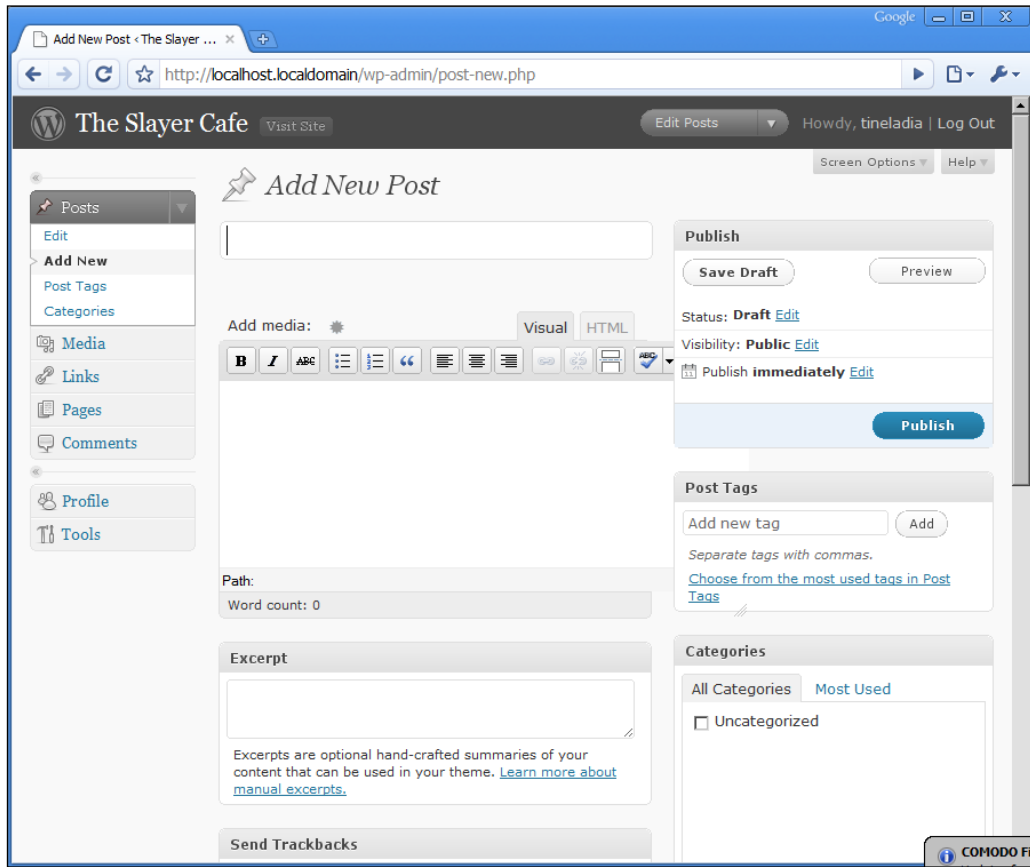 Google
Add New Post ‹ The Slayer ...
http://localhost.localdomain/wp-admin/post-new.php
The Slayer Cafe
Visit Site
Edit Posts
Howdy, tineladia | Log Out
Screen Options
Help
Posts
Edit
Add New
Post Tags
Categories
Media
Links
Pages
Comments
Profile
Tools
Add New Post
Add media:
Visual
HTML
B I ABC
ABC
Path:
Word count: 0
Excerpt
Excerpts are optional hand-crafted summaries of your
content that can be used in your theme. Learn more about
manual excerpts.
Send Trackbacks
Publish
Save Draft
Preview
Status: Draft Edit
Visibility: Public Edit
Publish immediately Edit
Publish
Post Tags
Add new tag
Add
Separate tags with commas.
Choose from the most used tags in Post
Tags
Categories
All Categories
Most Used
Uncategorized
COMODO